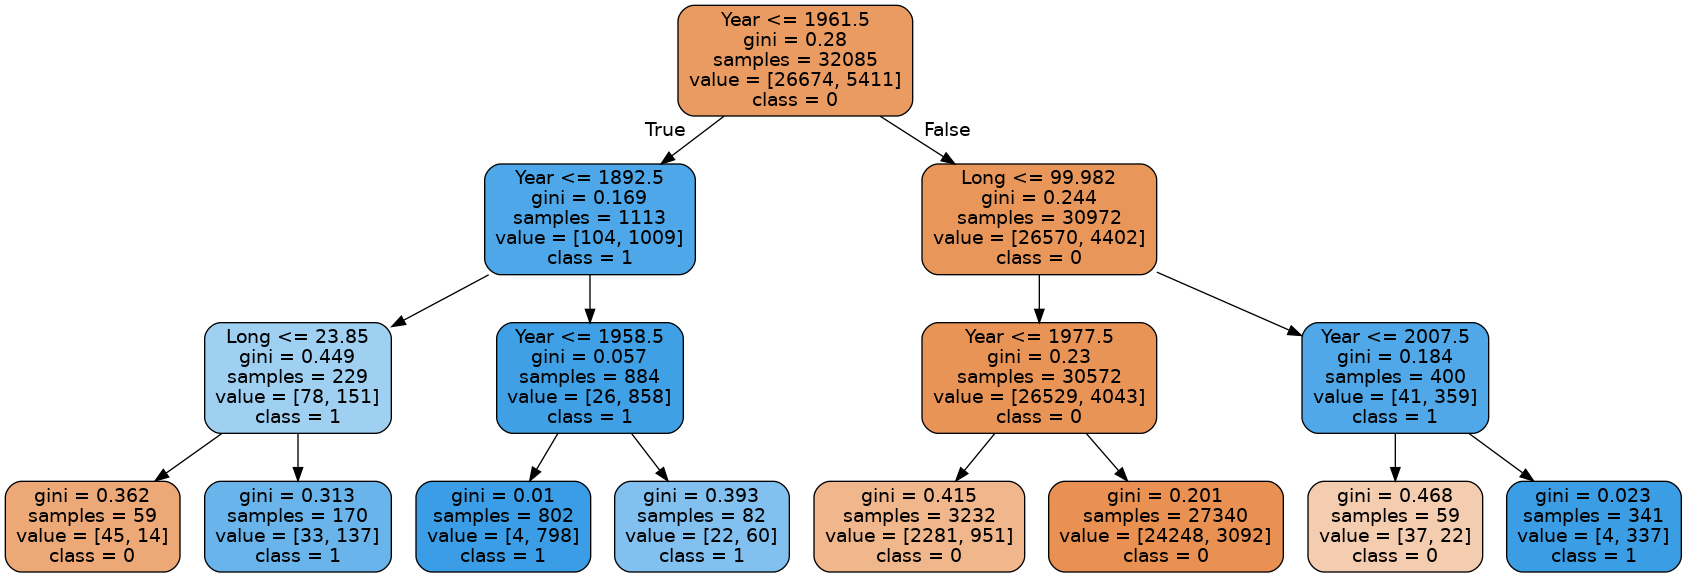 Year <= 1961.5
gini = 0.28
samples = 32085
value = [26674, 5411]
class = 0
True
False
Year <= 1892.5
gini = 0.169
samples = 1113
value = [104, 1009]
class = 1
Long <= 99.982
gini = 0.244
samples = 30972
value = [26570, 4402]
class = 0
Long <= 23.85
gini = 0.449
samples = 229
value = [78, 151]
class = 1
Year <= 1958.5
gini = 0.057
samples = 884
value = [26, 858]
class = 1
Year <= 1977.5
gini = 0.23
samples = 30572
value = [26529, 4043]
class = 0
Year <= 2007.5
gini = 0.184
samples = 400
value = [41, 359]
class = 1
gini = 0.362
samples = 59
value = [45, 14]
class = 0
gini = 0.313
samples = 170
value = [33, 137]
class = 1
gini = 0.01
samples = 802
value = [4, 798]
class = 1
gini = 0.393
samples = 82
value = [22, 60]
class = 1
gini = 0.415
samples = 3232
value = [2281, 951]
class = 0
gini = 0.201
samples = 27340
value = [24248, 3092]
class = 0
gini = 0.468
samples = 59
value = [37, 22]
class = 0
gini = 0.023
samples = 341
value = [4, 337]
class = 1